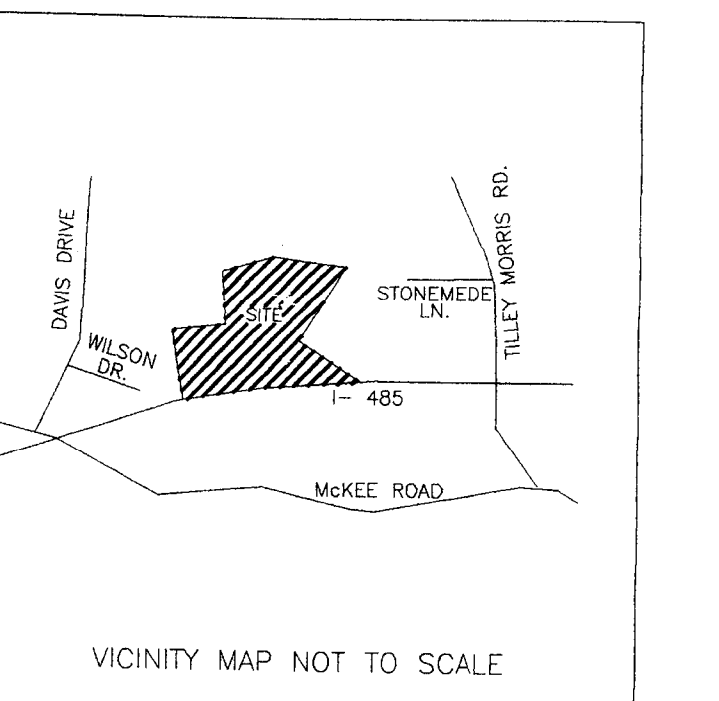 DAVIS DRIVE
WILSON
DR.
SITE
STONEMEDE
LN.
TILLEY MORRIS RD.
I- 485
McKEE ROAD
VICINITY MAP NOT TO SCALE